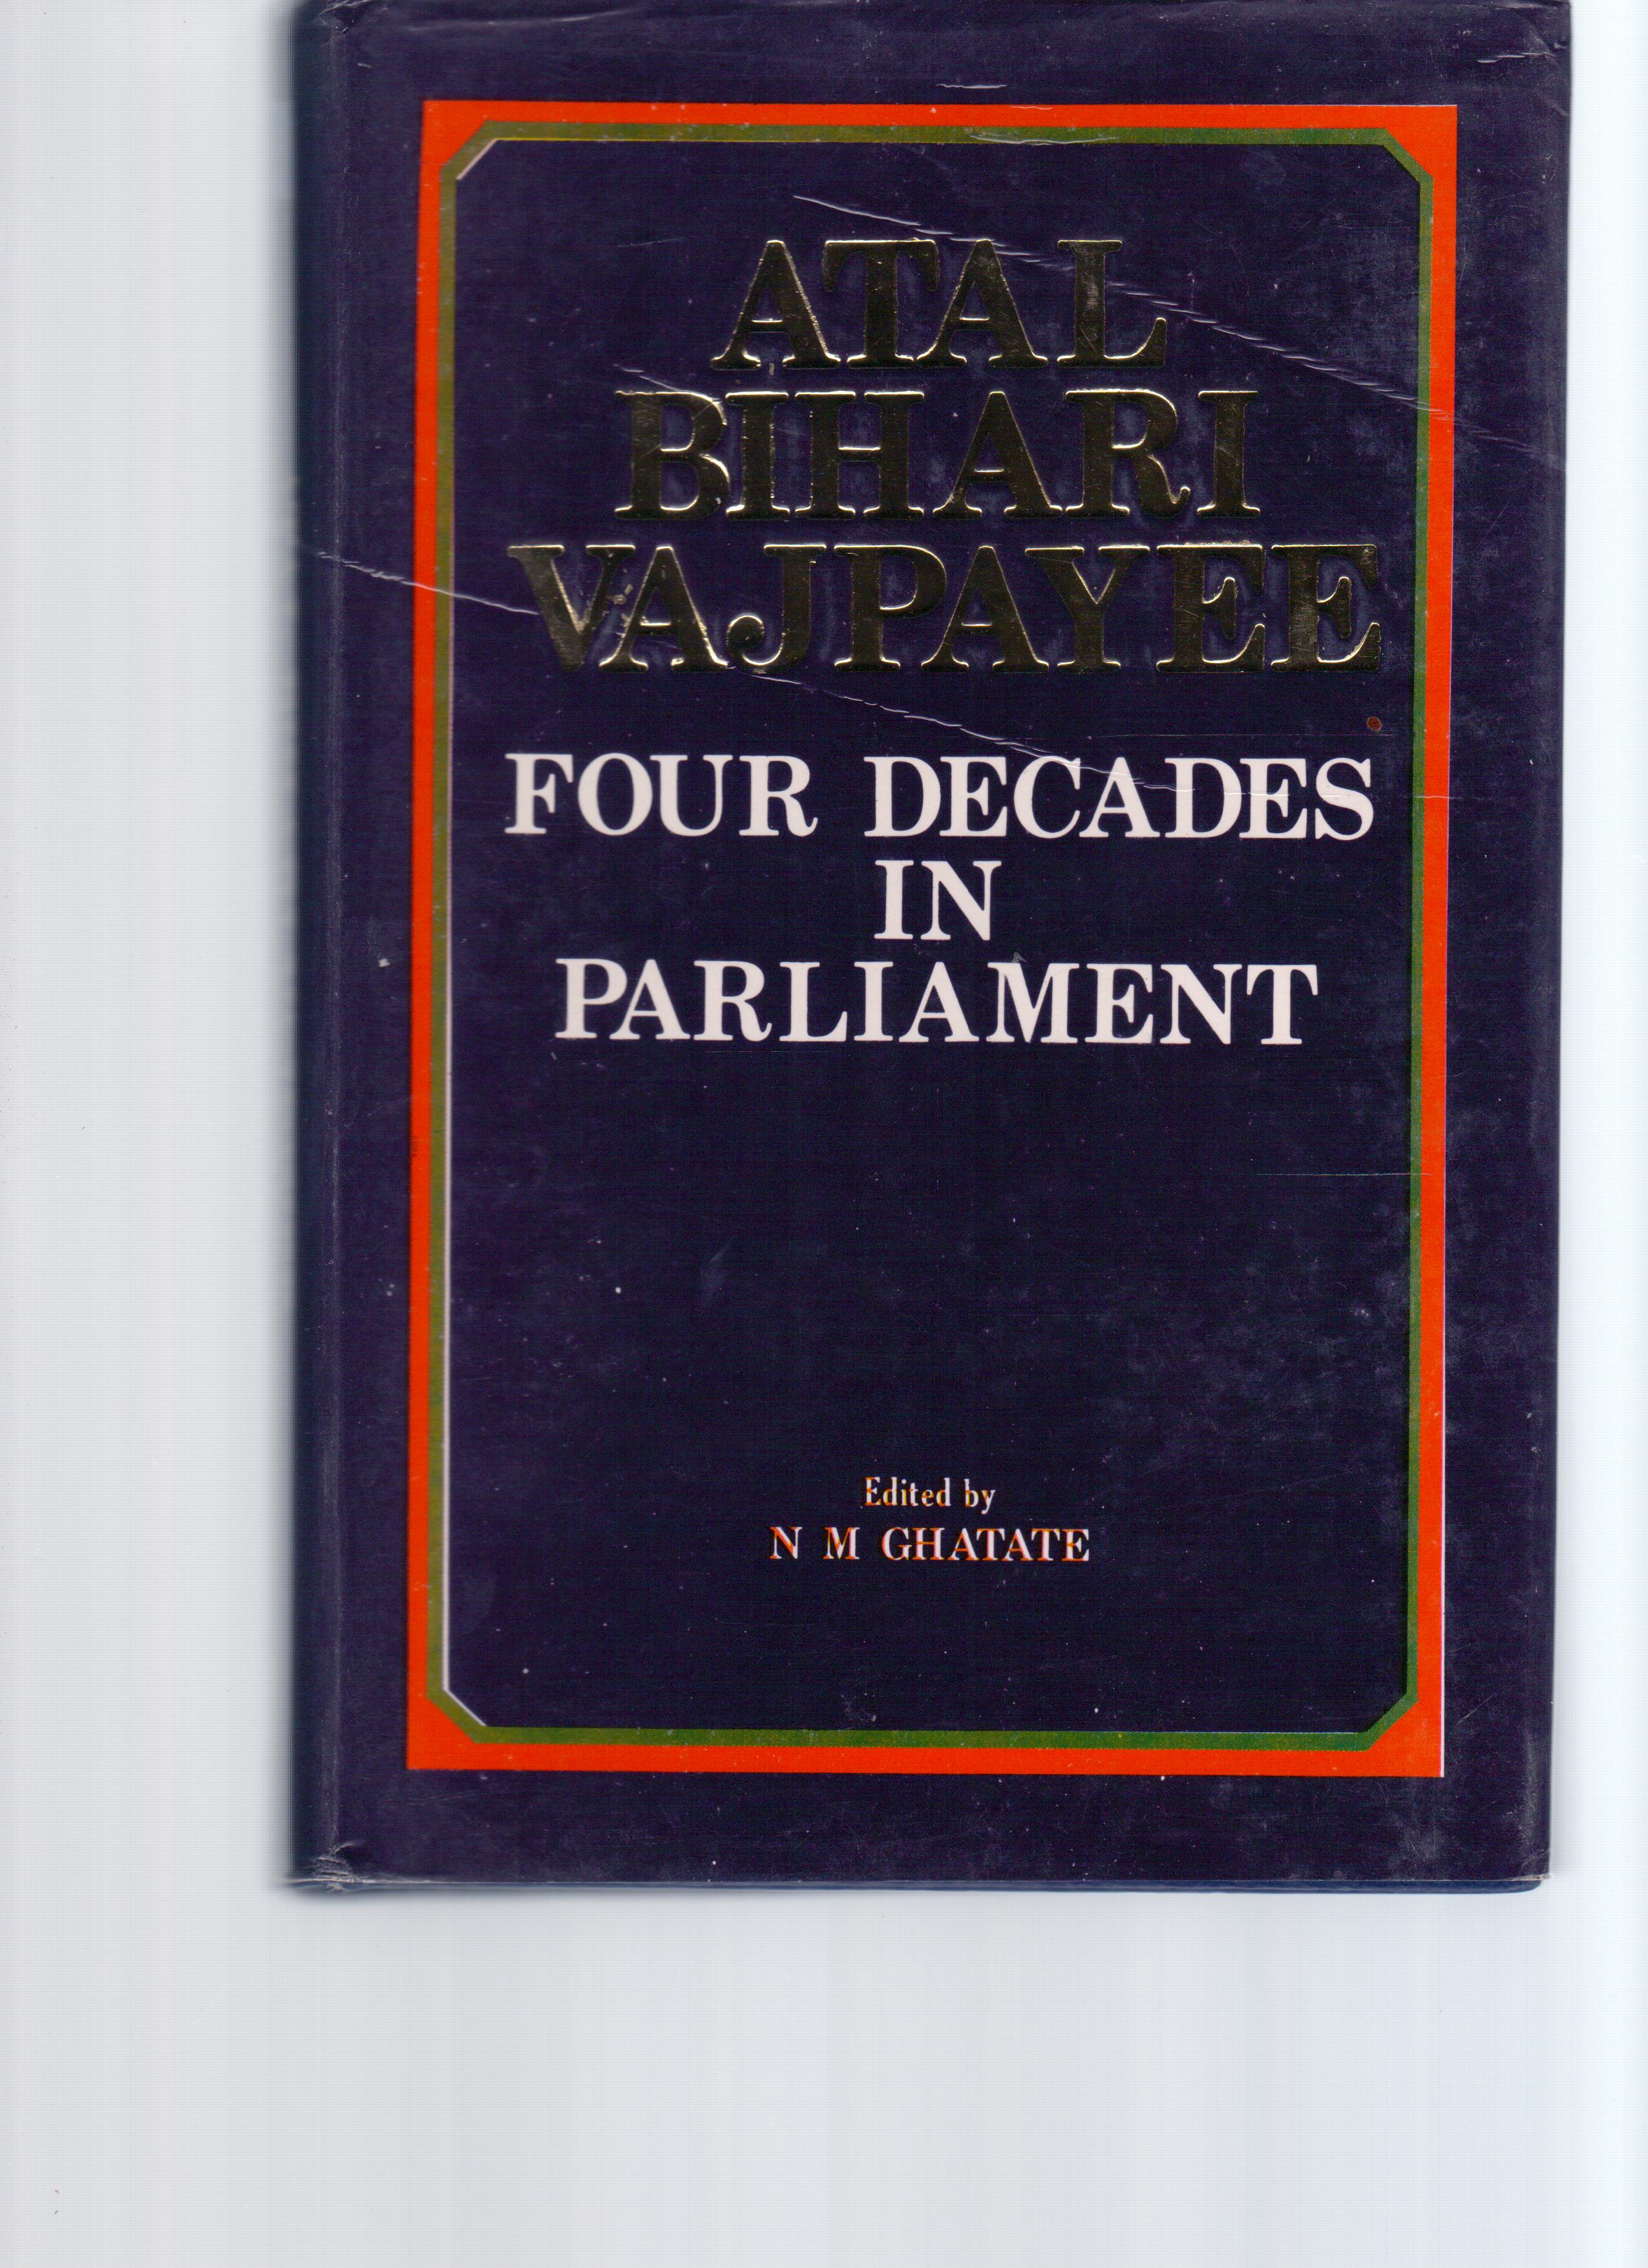 ATAL
BIHARI
VAJPAYEE
FOUR DECADES
IN
PARLIAMENT
Edited by
N M GHATATE